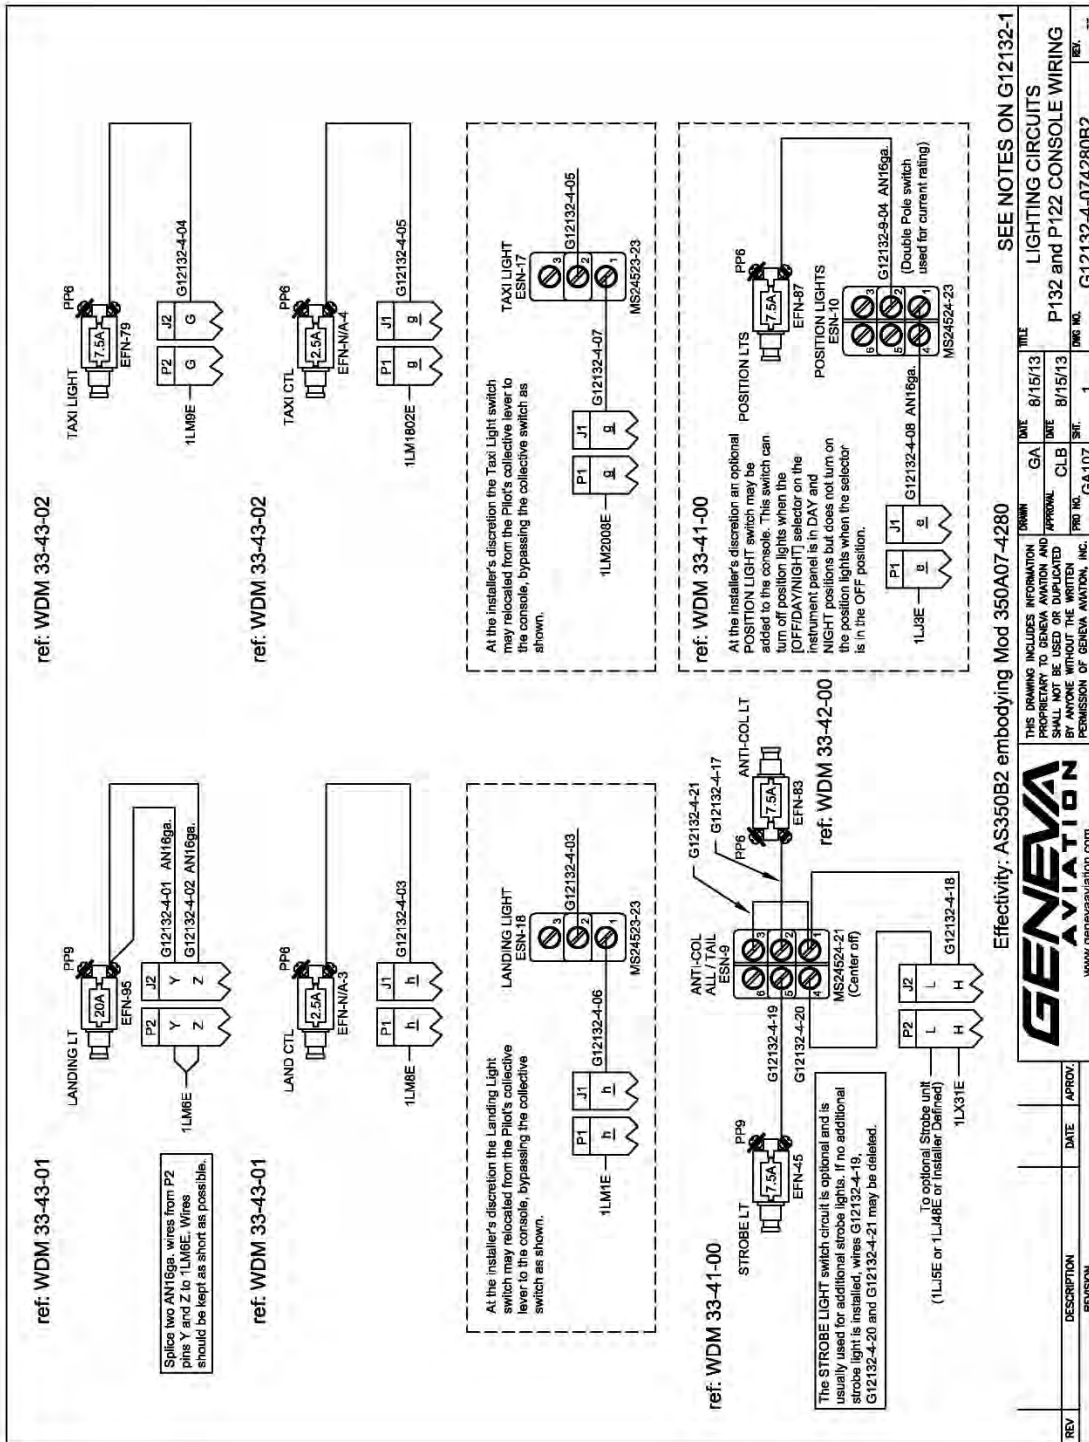 ref: WDM 33-43-01
LANDING LT
PP9
20A
EFN-95
P2
J2
Y
Y
Z
Z
G12132-4-01 AN16ga.
G12132-4-02 AN16ga.
1LM6E
Splice two AN16ga. wires from P2
pins Y and Z to 1LM6E. Wires
should be kept as short as possible.
ref: WDM 33-43-02
TAXI LIGHT
PP6
7.5A
EFN-79
P2
J2
G
G
G12132-4-04
1LM9E
ref: WDM 33-43-01
LAND CTL
PP6
2.5A
EFN-N/A-3
P1
J1
h
h
G12132-4-03
1LM8E
ref: WDM 33-43-02
TAXI CTL
PP6
2.5A
EFN-N/A-4
P1
J1
g
g
G12132-4-05
1LM1802E
At the installer's discretion the Landing Light
switch may relocated from the Pilot's collective
lever to the console, bypassing the collective
switch as shown.
LANDING LIGHT
ESN-18
3
2
1
G12132-4-03
MS24523-23
P1
J1
h
h
G12132-4-06
1LM1E
At the installer's discretion the Taxi Light switch
may relocated from the Pilot's collective lever to
the console, bypassing the collective switch as
shown.
TAXI LIGHT
ESN-17
3
2
1
G12132-4-05
MS24523-23
P1
J1
g
g
G12132-4-07
1LM2008E
ref: WDM 33-41-00
STROBE LT
PP9
7.5A
EFN-45
G12132-4-19
G12132-4-20
ANTI-COL
ALL / TAIL
ESN-9
6
3
5
2
4
1
MS24524-21
(Center off)
G12132-4-21
G12132-4-17
PP6
ANTI-COL LT
7.5A
EFN-83
ref: WDM 33-42-00
The STROBE LIGHT switch circuit is optional and is
usually used for additional strobe lights. If no additional
strobe light is installed, wires G12132-4-19,
G12132-4-20 and G12132-4-21 may be deleted.
P2
J2
L
L
H
H
G12132-4-18
To optional Strobe unit
(1LJ5E or 1LJ48E or Installer Defined)
1LX31E
ref: WDM 33-41-00
At the installer's discretion an optional
POSITION LIGHT switch may be
added to the console. This switch can
turn off position lights when the
[OFF/DAY/NIGHT] selector on the
instrument panel is in DAY and
NIGHT positions but does not turn on
the position lights when the selector
is in the OFF position.
POSITION LTS
PP6
7.5A
EFN-87
POSITION LIGHTS
ESN-10
6
3
5
2
4
1
G12132-9-04 AN16ga.
(Double Pole switch
used for current rating)
MS24524-23
P1
J1
e
e
G12132-4-08 AN16ga.
1LJ3E
Effectivity: AS350B2 embodying Mod 350A07-4280
SEE NOTES ON G12132-1
REV
DESCRIPTION
DATE
APROV.
REVISION
GENEVA
AVIATION
www.genevaaviation.com
THIS DRAWING INCLUDES INFORMATION
PROPRIETARY TO GENEVA AVIATION AND
SHALL NOT BE USED OR DUPLICATED
BY ANYONE WITHOUT THE WRITTEN
PERMISSION OF GENEVA AVIATION, INC.
DRAWN
GA
DATE
8/15/13
APPROVAL
CLB
DATE
8/15/13
PRO NO.
GA107
SHT.
1
TITLE
LIGHTING CIRCUITS
P132 and P122 CONSOLE WIRING
DWG NO.
G12132-4-074280B2
REV.
--